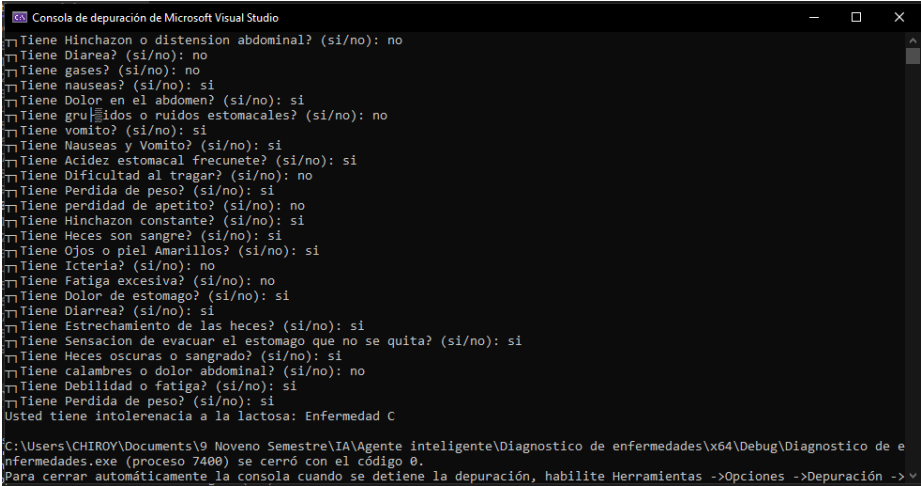 Consola de depuración de Microsoft Visual Studio
┬┐Tiene Hinchazon o distension abdominal? (si/no): no
┬┐Tiene Diarea? (si/no): no
┬┐Tiene gases? (si/no): no
┬┐Tiene nauseas? (si/no): si
┬┐Tiene Dolor en el abdomen? (si/no): si
┬┐Tiene gru├▒idos o ruidos estomacales? (si/no): no
┬┐Tiene vomito? (si/no): si
┬┐Tiene Nauseas y Vomito? (si/no): si
┬┐Tiene Acidez estomacal frecunete? (si/no): si
┬┐Tiene Dificultad al tragar? (si/no): no
┬┐Tiene Perdida de peso? (si/no): si
┬┐Tiene perdidad de apetito? (si/no): no
┬┐Tiene Hinchazon constante? (si/no): si
┬┐Tiene Heces son sangre? (si/no): si
┬┐Tiene Ojos o piel Amarillos? (si/no): si
┬┐Tiene Icteria? (si/no): no
┬┐Tiene Fatiga excesiva? (si/no): no
┬┐Tiene Dolor de estomago? (si/no): si
┬┐Tiene Diarrea? (si/no): si
┬┐Tiene Estrechamiento de las heces? (si/no): si
┬┐Tiene Sensacion de evacuar el estomago que no se quita? (si/no): si
┬┐Tiene Heces oscuras o sangrado? (si/no): si
┬┐Tiene calambres o dolor abdominal? (si/no): no
┬┐Tiene Debilidad o fatiga? (si/no): si
┬┐Tiene Perdida de peso? (si/no): si
Usted tiene intolerenacia a la lactosa: Enfermedad C
C:\Users\CHIROY\Documents\9 Noveno Semestre\IA\Agente inteligente\Diagnostico de enfermedades\x64\Debug\Diagnostico de e
nfermedades.exe (proceso 7400) se cerró con el código 0.
Para cerrar automáticamente la consola cuando se detiene la depuración, habilite Herramientas ->Opciones ->Depuración ->